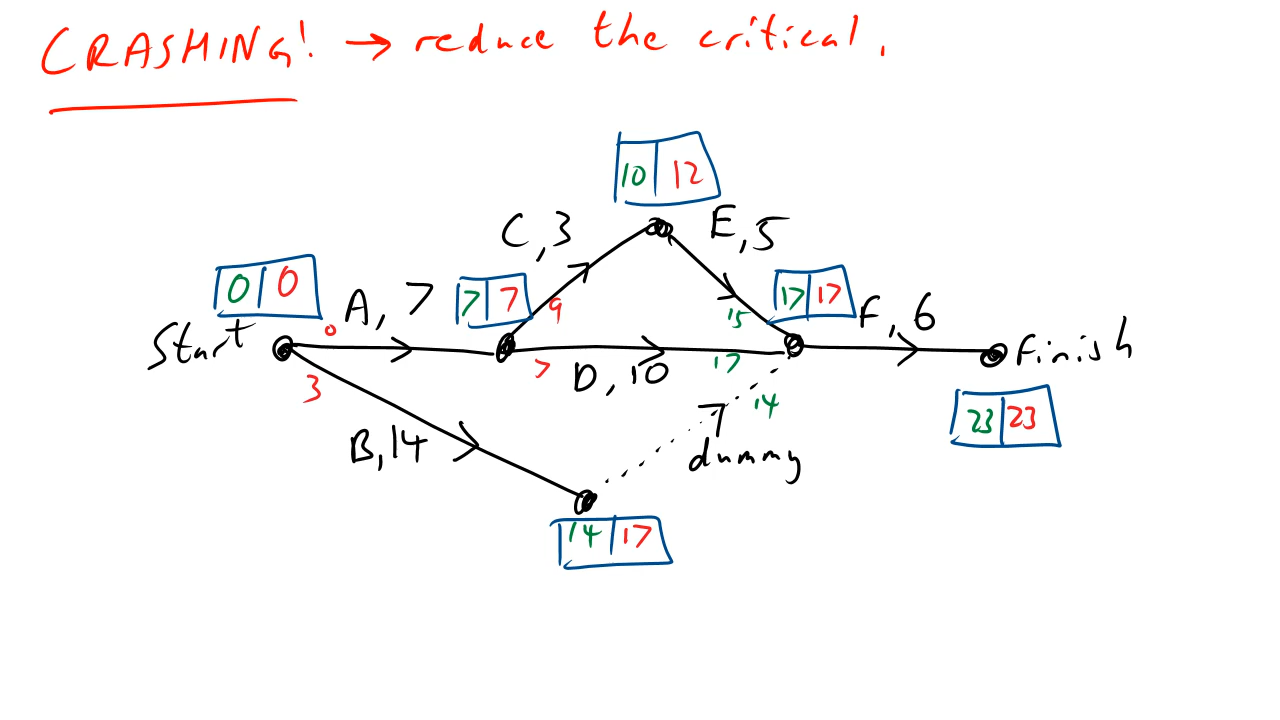 CRASHING! → reduce the critical.
10 12
C, 3
E, 5
0 0
7 7
17 17
A, 7
9
15
F, 6
Start
0
Finish
7
D, 10
17
3
14
B, 14
dummy
23 23
14 17